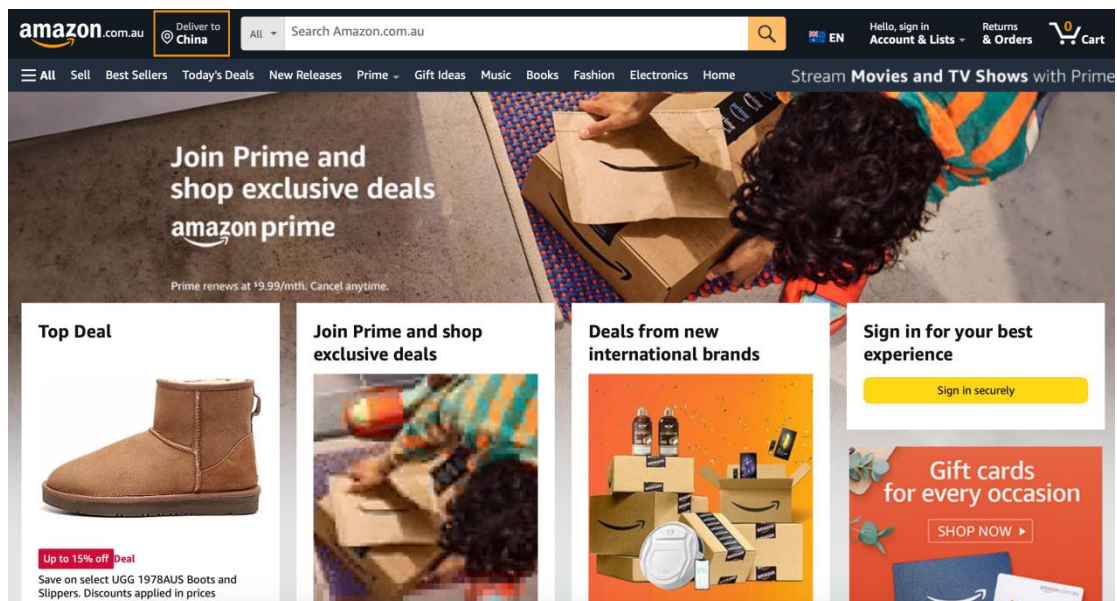 amazon.com.au
Deliver to
China
All
Search Amazon.com.au
EN
Hello, sign in
Account & Lists
Returns
& Orders
0
Cart
All
Sell
Best Sellers
Today's Deals
New Releases
Prime
Gift Ideas
Music
Books
Fashion
Electronics
Home
Stream Movies and TV Shows with Prime
Join Prime and
shop exclusive deals
amazon prime
Prime renews at $9.99/mth. Cancel anytime.
Top Deal
Up to 15% off Deal
Save on select UGG 1978AUS Boots and
Slippers. Discounts applied in prices
Join Prime and shop
exclusive deals
Deals from new
international brands
Sign in for your best
experience
Sign in securely
Gift cards
for every occasion
SHOP NOW
amazon.com.au